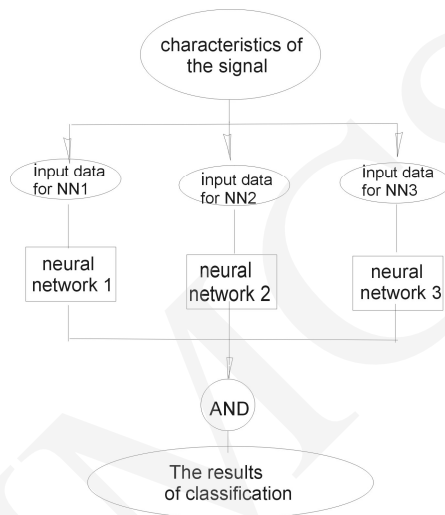 characteristics of
the signal
input data
for NN1
input data
for NN2
input data
for NN3
neural
network 1
neural
network 2
neural
network 3
AND
The results
of classification